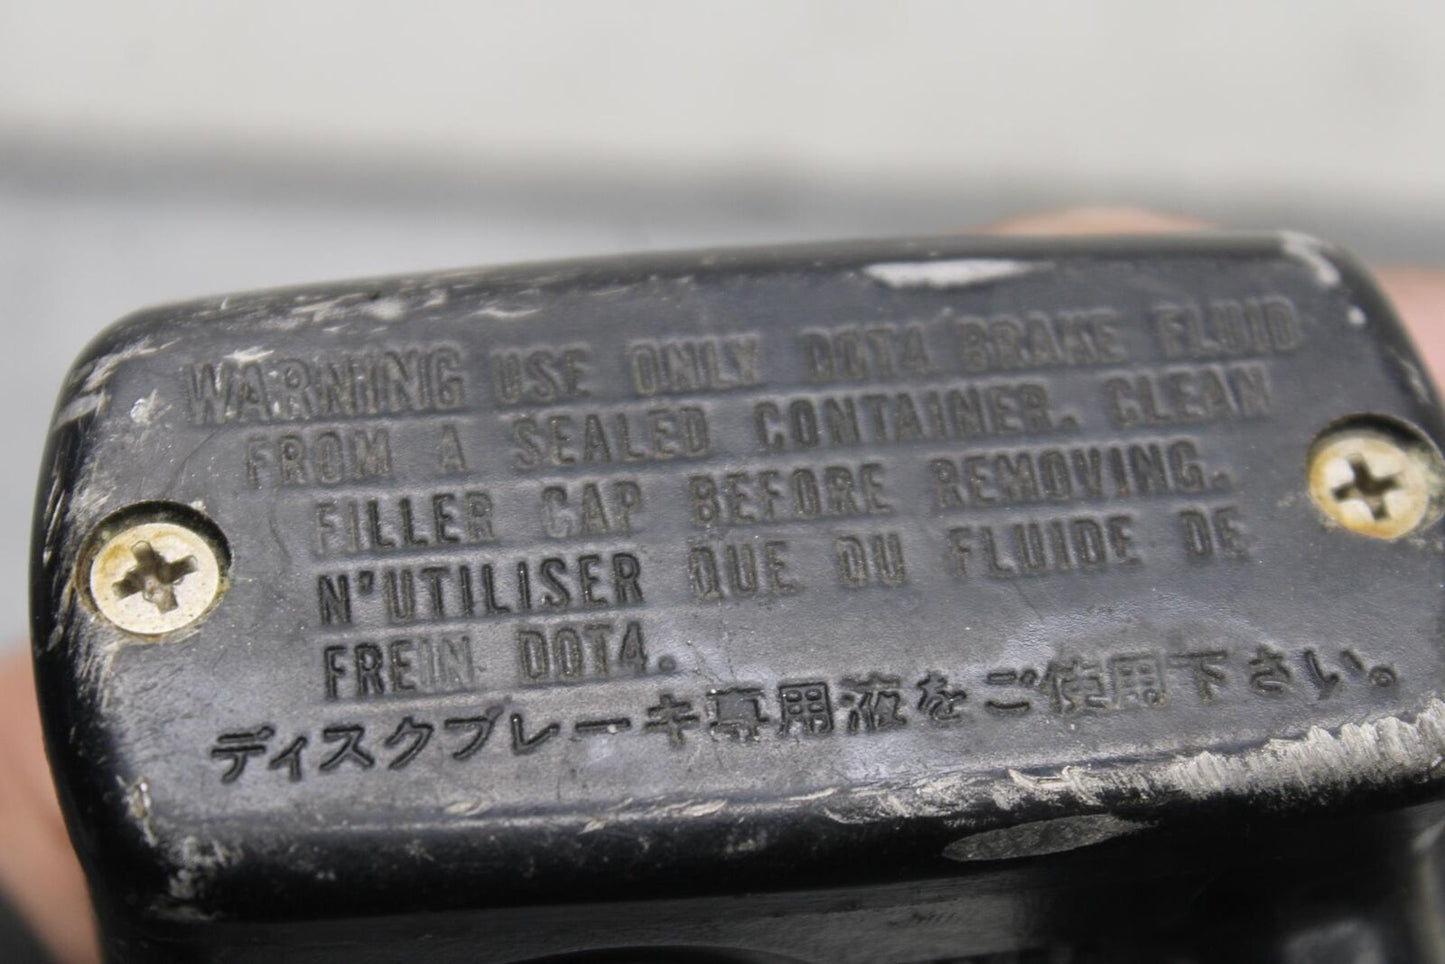 WARNING USE ONLY DOT4 BRAKE FLUID
FROM A SEALED CONTAINER. CLEAN
FILLER CAP BEFORE REMOVING.
N'UTILISER QUE DU FLUIDE DE
FREIN DOT4.
ディスクブレーキ専用液をご使用下さい。